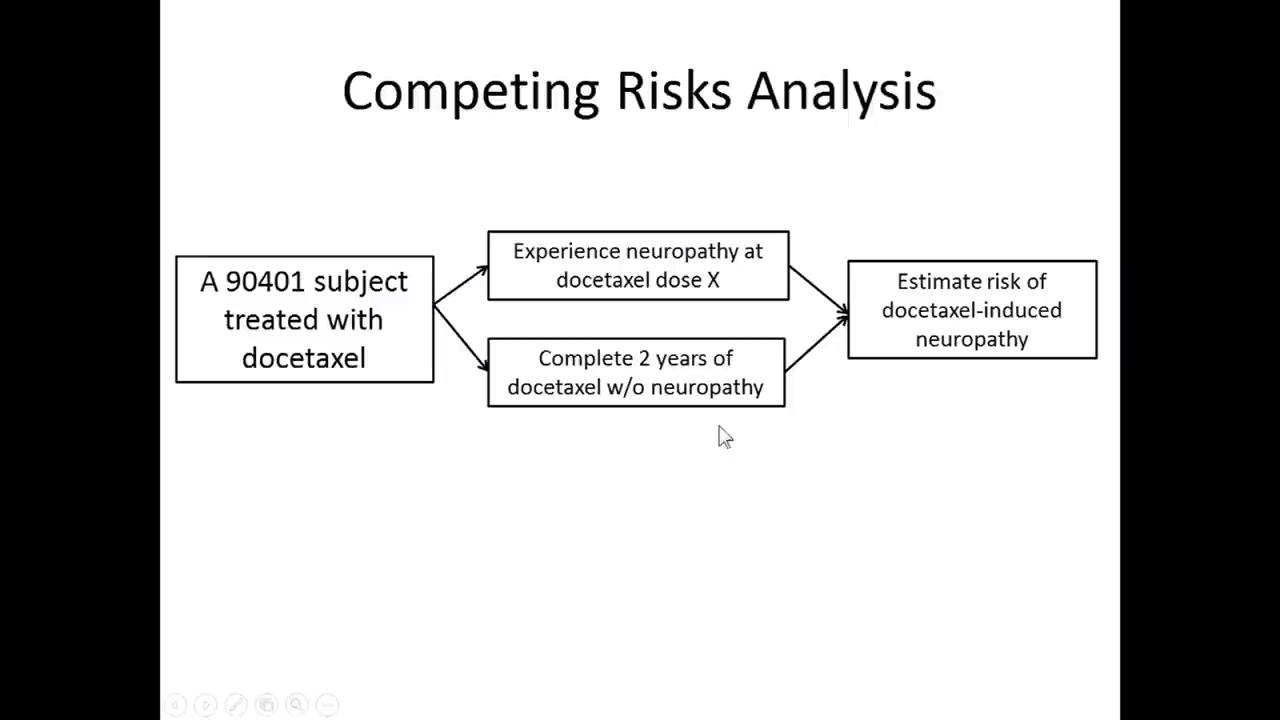 Competing Risks Analysis
A 90401 subject
treated with
docetaxel
Experience neuropathy at
docetaxel dose X
Complete 2 years of
docetaxel w/o neuropathy
Estimate risk of
docetaxel-induced
neuropathy